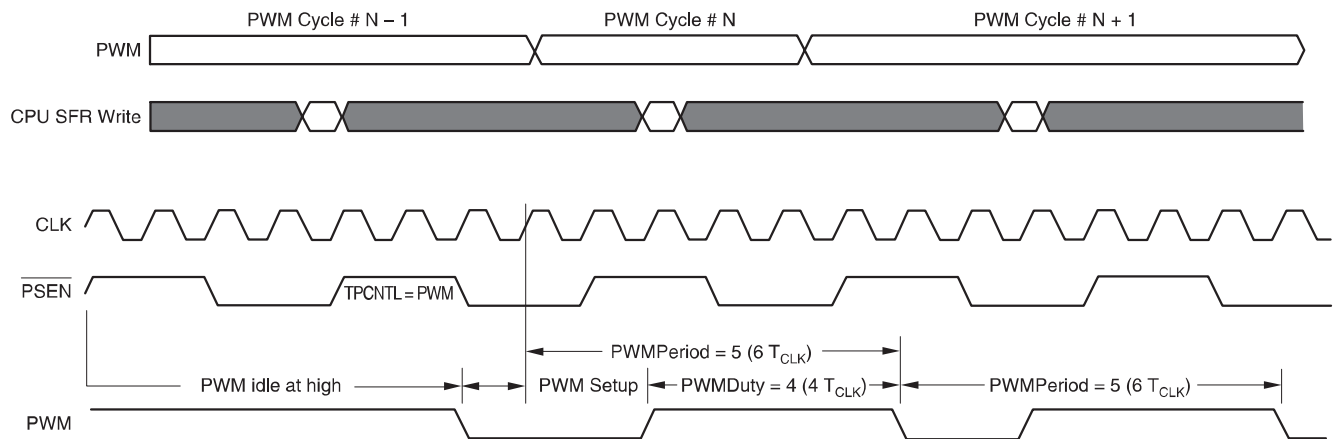 PWM Cycle # N – 1 PWM Cycle # N PWM Cycle # N + 1
PWM
CPU SFR Write
CLK
PSEN TPCNTL = PWM
PWMPeriod = 5 (6 TCLK)
PWM idle at high PWM Setup PWMDuty = 4 (4 TCLK) PWMPeriod = 5 (6 TCLK)
PWM